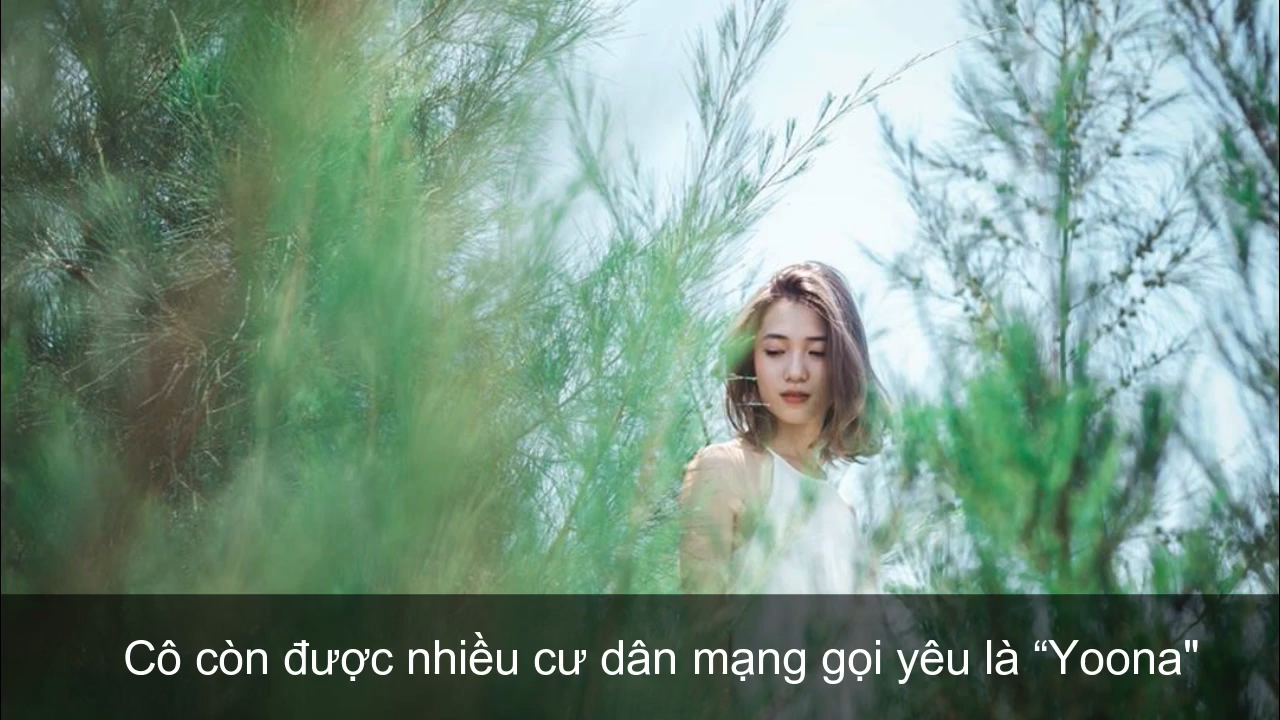 Cô còn được nhiều cư dân mạng gọi yêu là “Yoona"